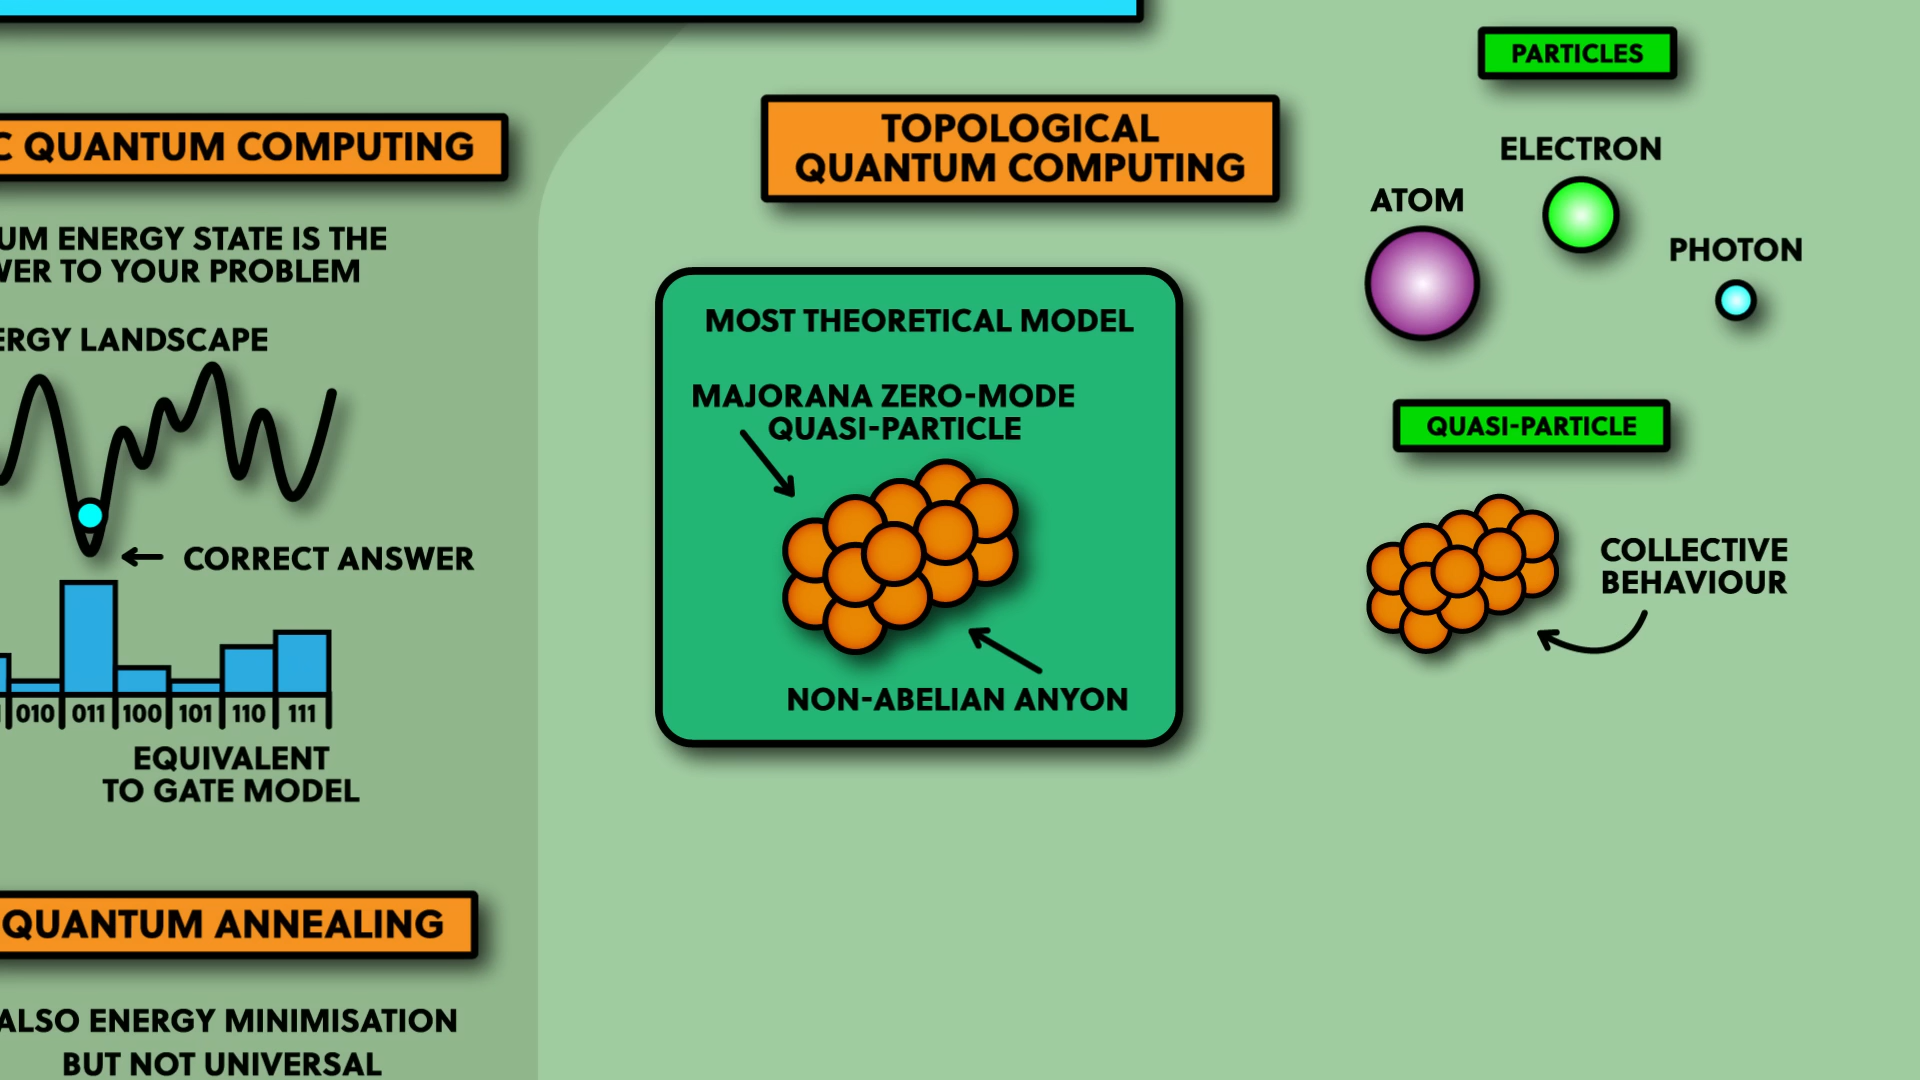 C QUANTUM COMPUTING
UM ENERGY STATE IS THE
WER TO YOUR PROBLEM
ERGY LANDSCAPE
CORRECT ANSWER
010 011 100 101 110 111
EQUIVALENT
TO GATE MODEL
QUANTUM ANNEALING
ALSO ENERGY MINIMISATION
BUT NOT UNIVERSAL
TOPOLOGICAL
QUANTUM COMPUTING
MOST THEORETICAL MODEL
MAJORANA ZERO-MODE
QUASI-PARTICLE
NON-ABELIAN ANYON
PARTICLES
ELECTRON
ATOM
PHOTON
QUASI-PARTICLE
COLLECTIVE
BEHAVIOUR